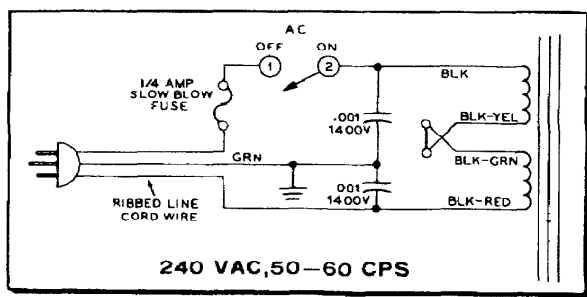 AC
OFF ON
1 2
1/4 AMP
SLOW BLOW
FUSE
BLK
.001
1400V
BLK-YEL
GRN
BLK-GRN
.001
1400V
RIBBED LINE
CORD WIRE
BLK-RED
240 VAC,50-60 CPS